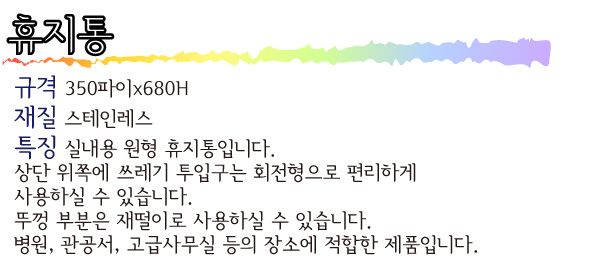 휴지통
규격 350파이x680H
재질 스테인레스
특징 실내용 원형 휴지통입니다.
상단 위쪽에 쓰레기 투입구는 회전형으로 편리하게
사용하실 수 있습니다.
뚜껑 부분은 재떨이로 사용하실 수 있습니다.
병원, 관공서, 고급사무실 등의 장소에 적합한 제품입니다.